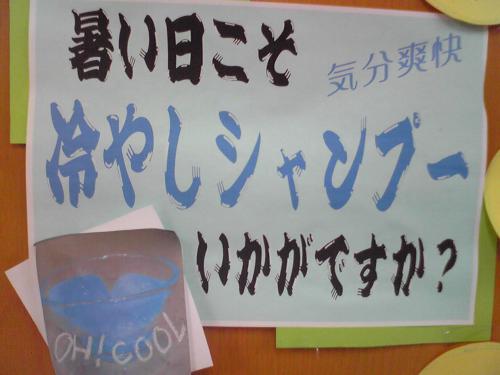 暑い日こそ
気分爽快
冷やしシャンプー
いかがですか?
OH! COOL